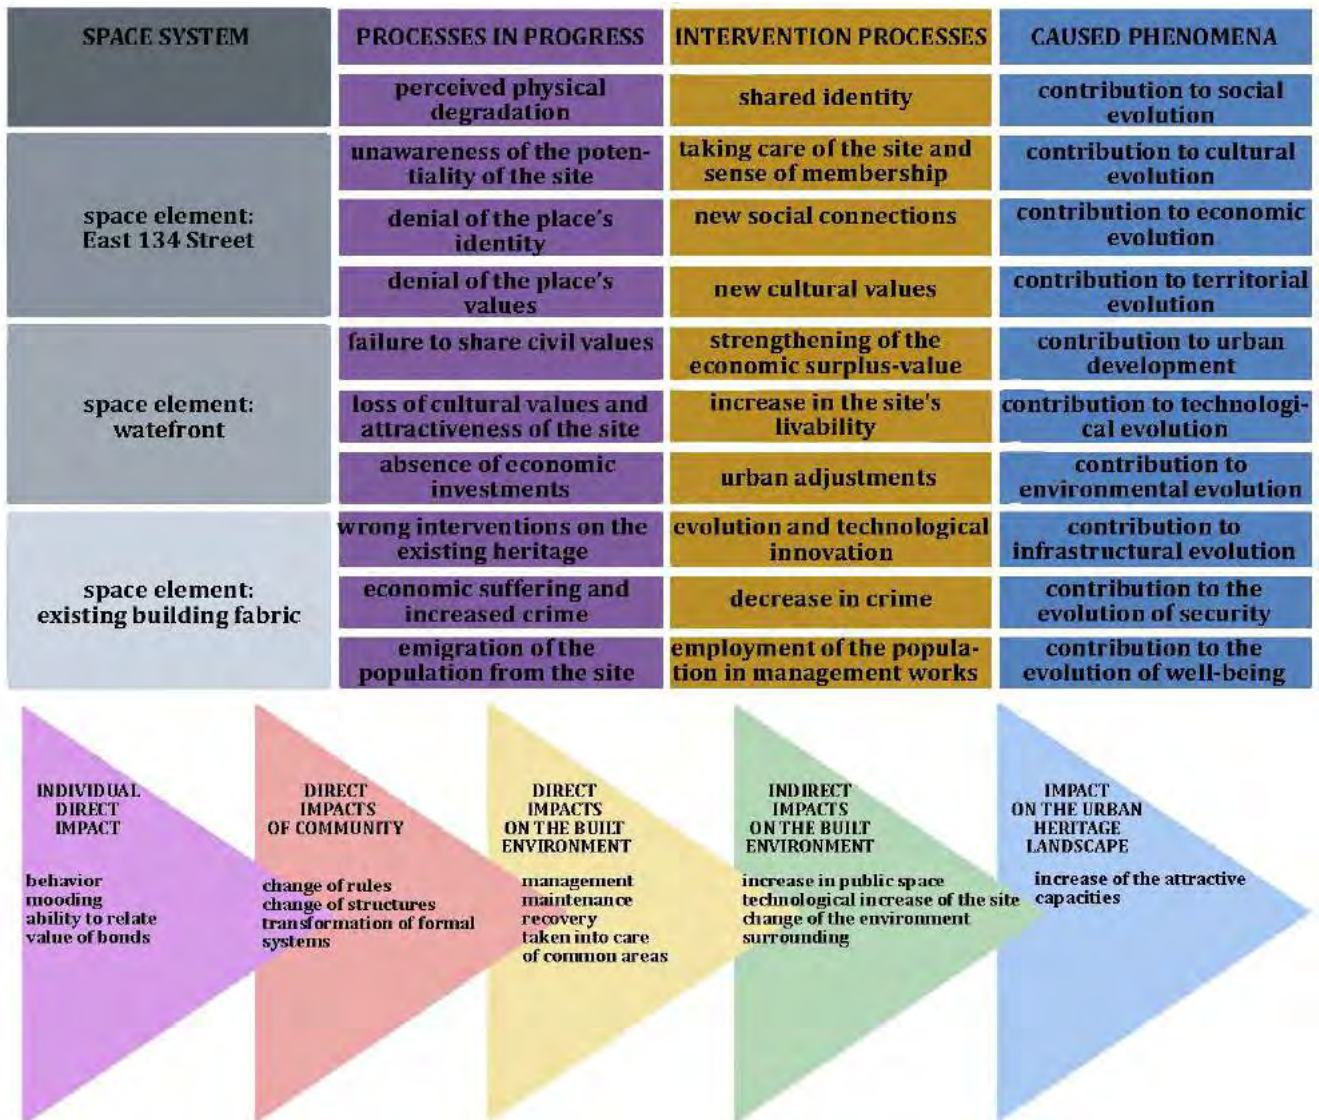 SPACE SYSTEM
PROCESSES IN PROGRESS
INTERVENTION PROCESSES
CAUSED PHENOMENA
perceived physical
degradation
shared identity
contribution to social
evolution
space element:
East 134 Street
unawareness of the poten-
tiality of the site
taking care of the site and
sense of membership
contribution to cultural
evolution
denial of the place's
identity
new social connections
contribution to economic
evolution
denial of the place's
values
new cultural values
contribution to territorial
evolution
space element:
watefront
failure to share civil values
strengthening of the
economic surplus-value
contribution to urban
development
loss of cultural values and
attractiveness of the site
increase in the site's
livability
contribution to technologi-
cal evolution
absence of economic
investments
urban adjustments
contribution to
environmental evolution
space element:
existing building fabric
wrong interventions on the
existing heritage
evolution and technological
innovation
contribution to
infrastructural evolution
economic suffering and
increased crime
decrease in crime
contribution to the
evolution of security
emigration of the
population from the site
employment of the popula-
tion in management works
contribution to the
evolution of well-being
INDIVIDUAL
DIRECT
IMPACT
behavior
mooding
ability to relate
value of bonds
DIRECT
IMPACTS
OF COMMUNITY
change of rules
change of structures
transformation of formal
systems
DIRECT
IMPACTS
ON THE BUILT
ENVIRONMENT
management
maintenance
recovery
taken into care
of common areas
INDIRECT
IMPACTS
ON THE BUILT
ENVIRONMENT
increase in public space
technological increase of the site
change of the environment
surrounding
IMPACT
ON THE URBAN
HERITAGE
LANDSCAPE
increase of the attractive
capacities